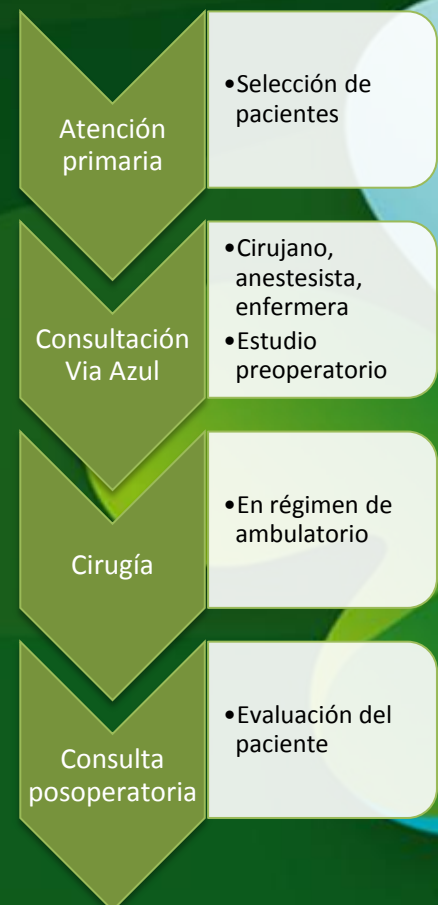 Atención
primaria
•Selección de
pacientes
Consultación
Via Azul
•Cirujano,
anestesista,
enfermera
•Estudio
preoperatorio
Cirugía
•En régimen de
ambulatorio
Consulta
posoperatoria
•Evaluación del
paciente